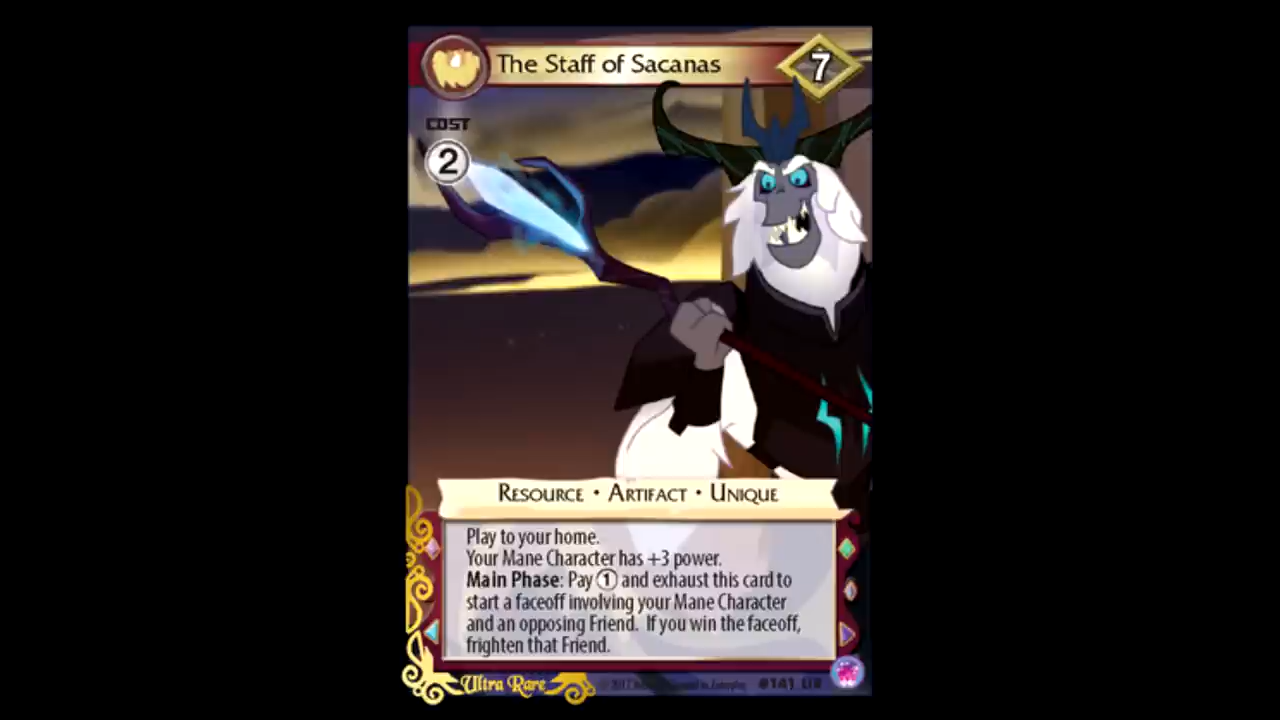 The Staff of Sacanas
7
COST
2
RESOURCE • ARTIFACT • UNIQUE
Play to your home.
Your Mane Character has +3 power.
Main Phase: Pay 1 and exhaust this card to
start a faceoff involving your Mane Character
and an opposing Friend. If you win the faceoff,
frighten that Friend.
Ultra Rare
#141 UR